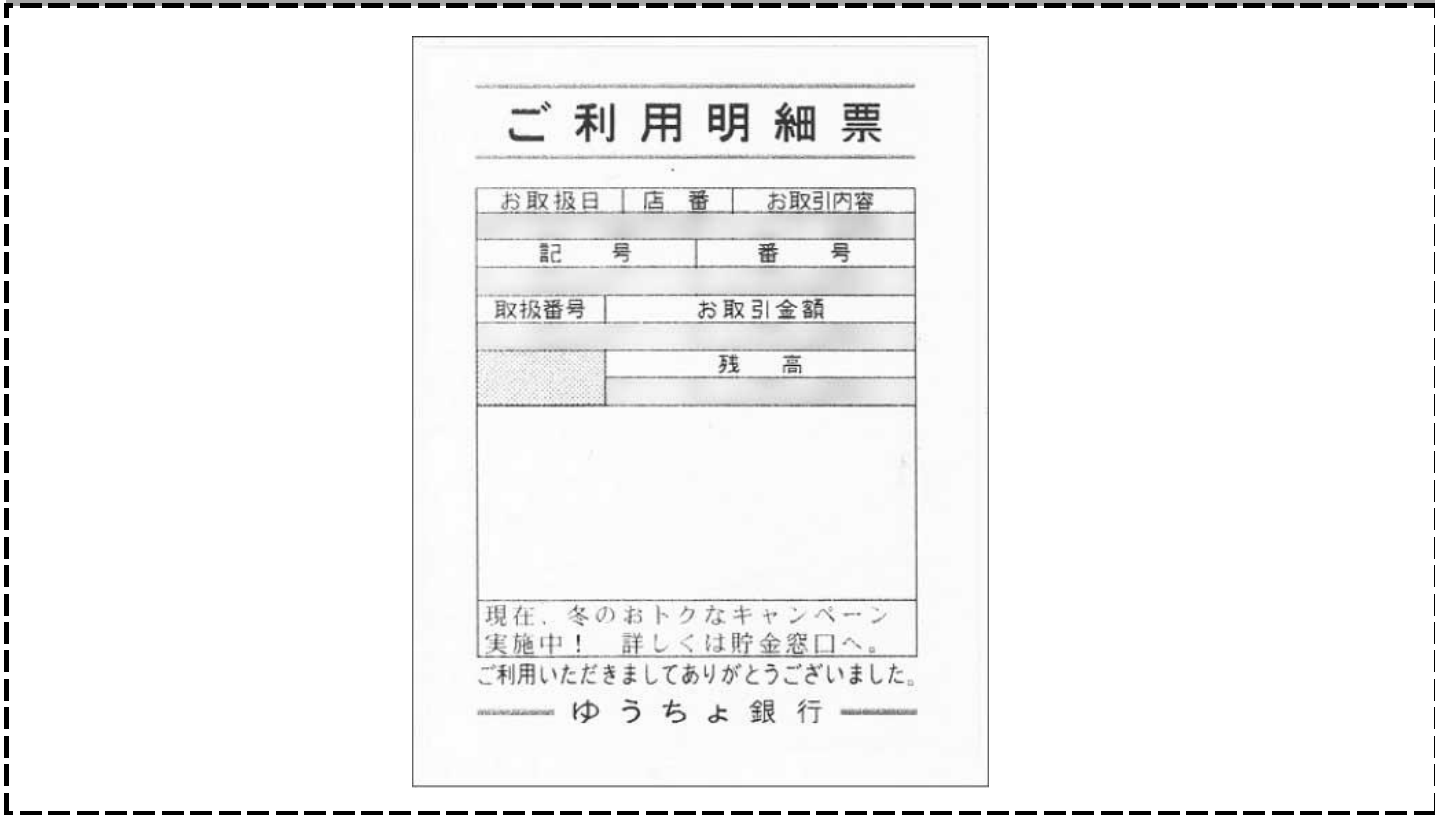 ご利用明細票
お取扱日 店番 お取引内容
記号 番号
取扱番号 お取引金額
残高
現在、冬のおトクなキャンペーン
実施中! 詳しくは貯金窓口へ。
ご利用いただきましてありがとうございました。
ゆうちょ銀行